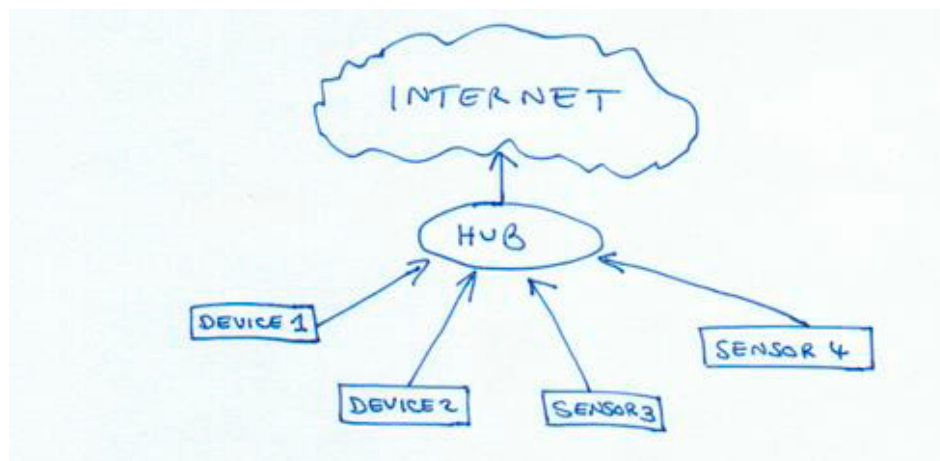 INTERNET
HUB
DEVICE 1
SENSOR 4
DEVICE 2
SENSOR 3